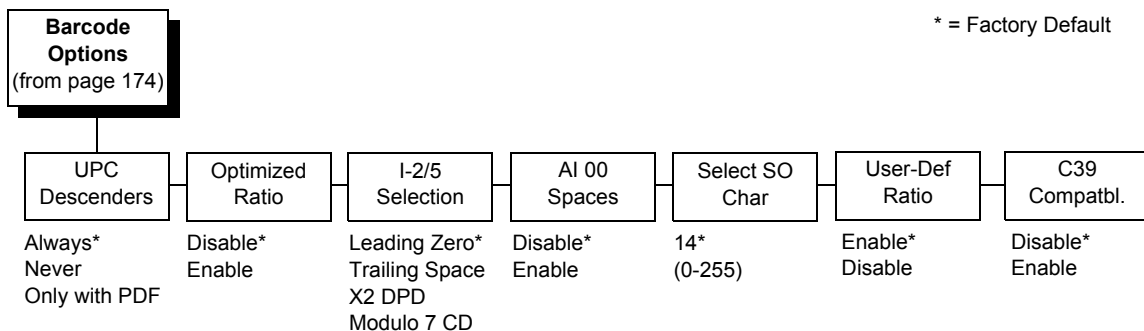 Barcode
Options
(from page 174)
* = Factory Default
UPC
Descenders
Optimized
Ratio
I-2/5
Selection
AI 00
Spaces
Select SO
Char
User-Def
Ratio
C39
Compatbl.
Always*
Never
Only with PDF
Disable*
Enable
Leading Zero*
Trailing Space
X2 DPD
Modulo 7 CD
Disable*
Enable
14*
(0-255)
Enable*
Disable
Disable*
Enable